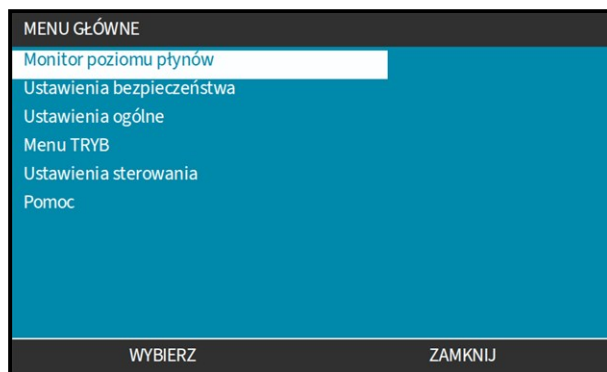 MENU GŁÓWNE
Monitor poziomu płynów
Ustawienia bezpieczeństwa
Ustawienia ogólne
Menu TRYB
Ustawienia sterowania
Pomoc
WYBIERZ ZAMKNIJ